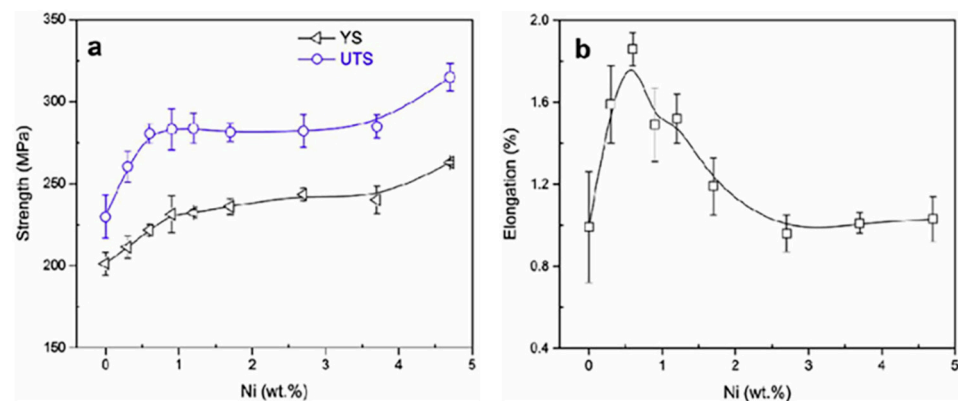 a
YS
UTS
350
300
250
200
150
Strength (MPa)
0 1 2 3 4 5
Ni (wt.%)
b
2.0
1.6
1.2
0.8
0.4
Elongation (%)
0 1 2 3 4 5
Ni (wt.%)